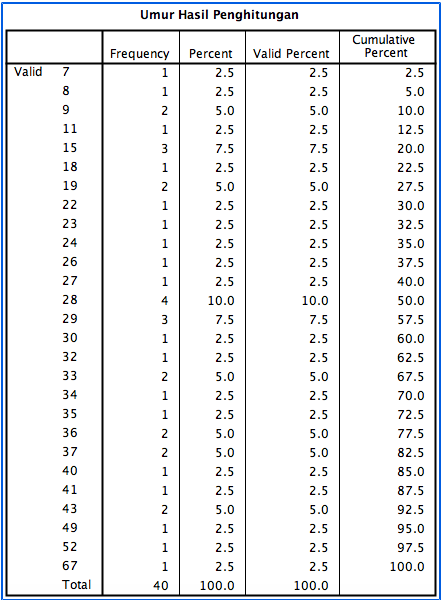 Umur Hasil Penghitungan
Frequency Percent Valid Percent Cumulative Percent
Valid 7 1 2.5 2.5 2.5
8 1 2.5 2.5 5.0
9 2 5.0 5.0 10.0
11 1 2.5 2.5 12.5
15 3 7.5 7.5 20.0
18 1 2.5 2.5 22.5
19 2 5.0 5.0 27.5
22 1 2.5 2.5 30.0
23 1 2.5 2.5 32.5
24 1 2.5 2.5 35.0
26 1 2.5 2.5 37.5
27 1 2.5 2.5 40.0
28 4 10.0 10.0 50.0
29 3 7.5 7.5 57.5
30 1 2.5 2.5 60.0
32 1 2.5 2.5 62.5
33 2 5.0 5.0 67.5
34 1 2.5 2.5 70.0
35 1 2.5 2.5 72.5
36 2 5.0 5.0 77.5
37 2 5.0 5.0 82.5
40 1 2.5 2.5 85.0
41 1 2.5 2.5 87.5
43 2 5.0 5.0 92.5
49 1 2.5 2.5 95.0
52 1 2.5 2.5 97.5
67 1 2.5 2.5 100.0
Total 40 100.0 100.0